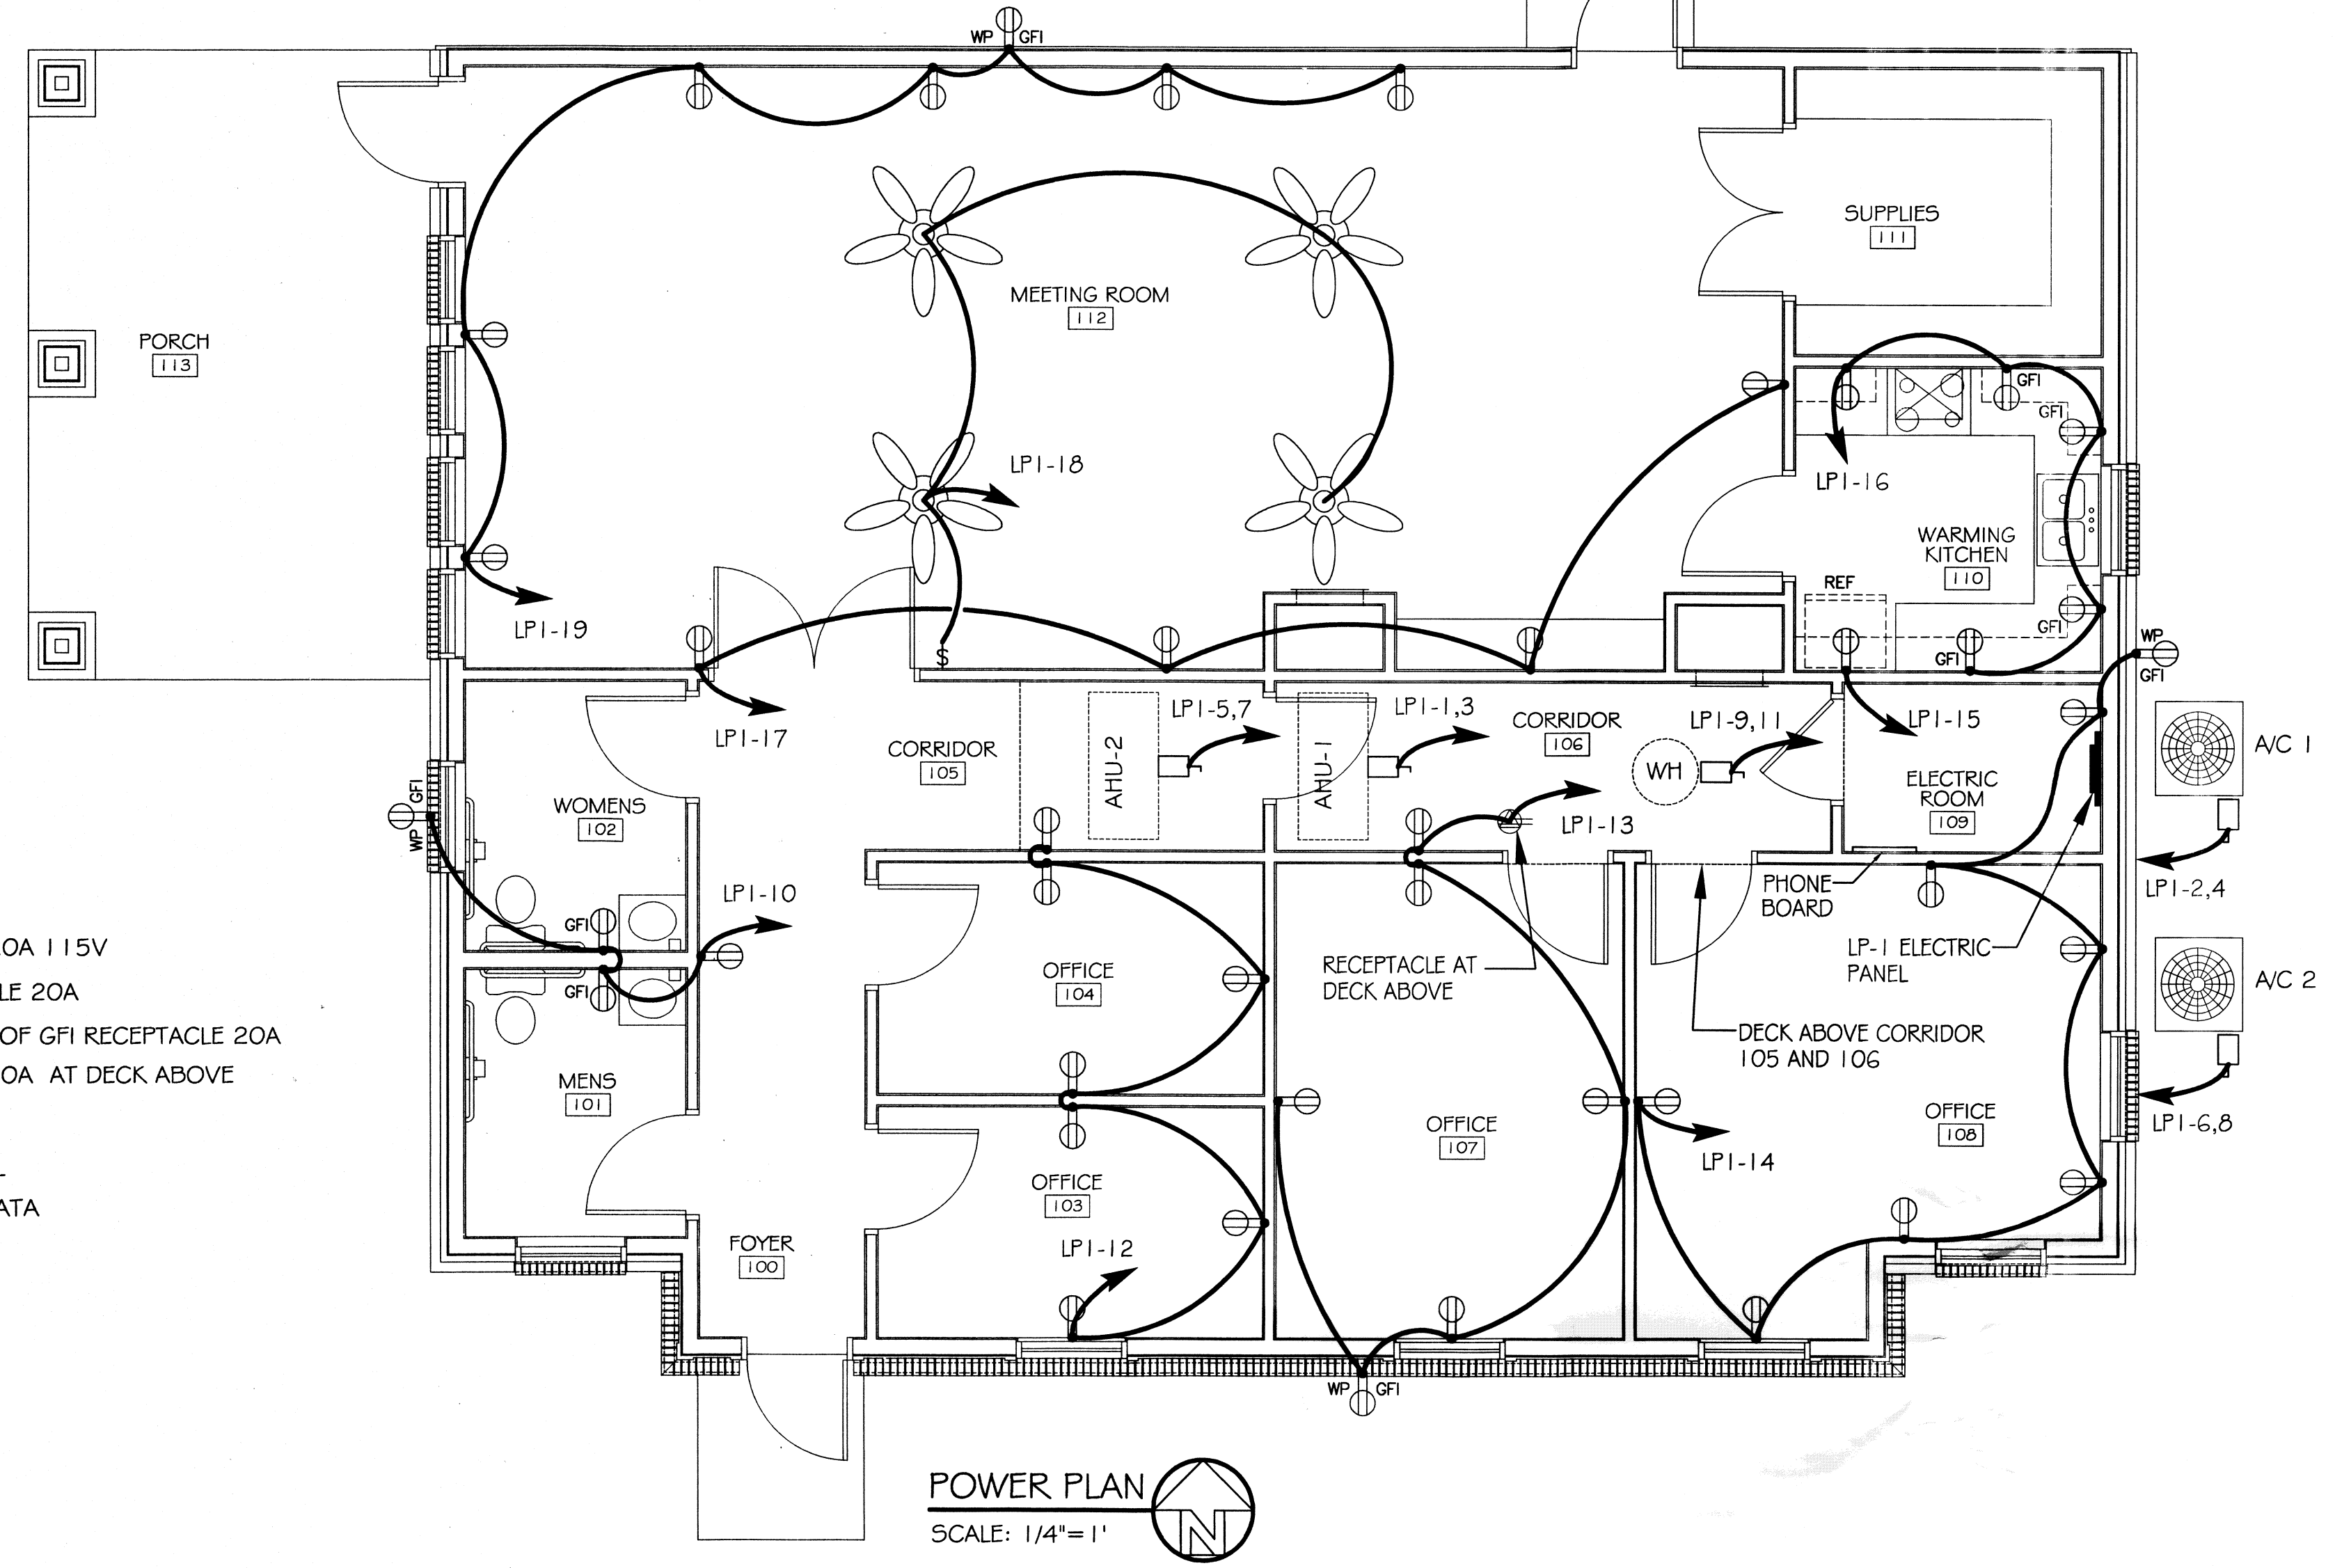 WP GFI
SUPPLIES
111
MEETING ROOM
112
PORCH
113
GFI
GFI
LP1-18
LP1-16
WARMING
KITCHEN
110
REF
GFI
GFI
LP1-19
WP
GFI
LP1-17
CORRIDOR
105
AHU-2
LP1-5,7
AHU-1
LP1-1,3
CORRIDOR
106
LP1-9,11
WH
LP1-15
A/C 1
ELECTRIC
ROOM
109
GFI
WP
WOMENS
102
LP1-13
LP1-10
PHONE
BOARD
LP1-2,4
GFI
GFI
LP-1 ELECTRIC
PANEL
OFFICE
104
RECEPTACLE AT
DECK ABOVE
A/C 2
0A 115V
LE 20A
OF GFI RECEPTACLE 20A
0A AT DECK ABOVE
DECK ABOVE CORRIDOR
105 AND 106
MENS
101
OFFICE
107
OFFICE
108
LP1-6,8
LP1-14
ATA
OFFICE
103
FOYER
100
LP1-12
$
WP GFI
POWER PLAN
N
SCALE: 1/4"=1'